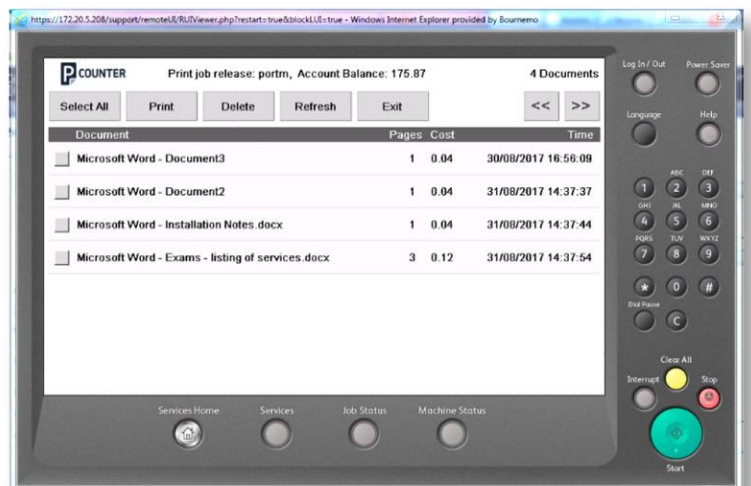 https://172.20.5.208/support/remoteUI/RUIViewer.php?restart=true&blockLUI=true - Windows Internet Explorer provided by Bournemo
PCOUNTER Print job release: portm, Account Balance: 175.87 4 Documents
Select All Print Delete Refresh Exit << >>
Document Pages Cost Time
Microsoft Word - Document3 1 0.04 30/08/2017 16:56:09
Microsoft Word - Document2 1 0.04 31/08/2017 14:37:37
Microsoft Word - Installation Notes.docx 1 0.04 31/08/2017 14:37:44
Microsoft Word - Exams - listing of services.docx 3 0.12 31/08/2017 14:37:54
Log In / Out Power Saver
Language Help
ABC DEF
1 2 3
GHI JKL MNO
4 5 6
PQRS TUV WXYZ
7 8 9
* 0 #
Dial Pause
C
Clear All
Interrupt Stop
Start
Services Home Services Job Status Machine Status